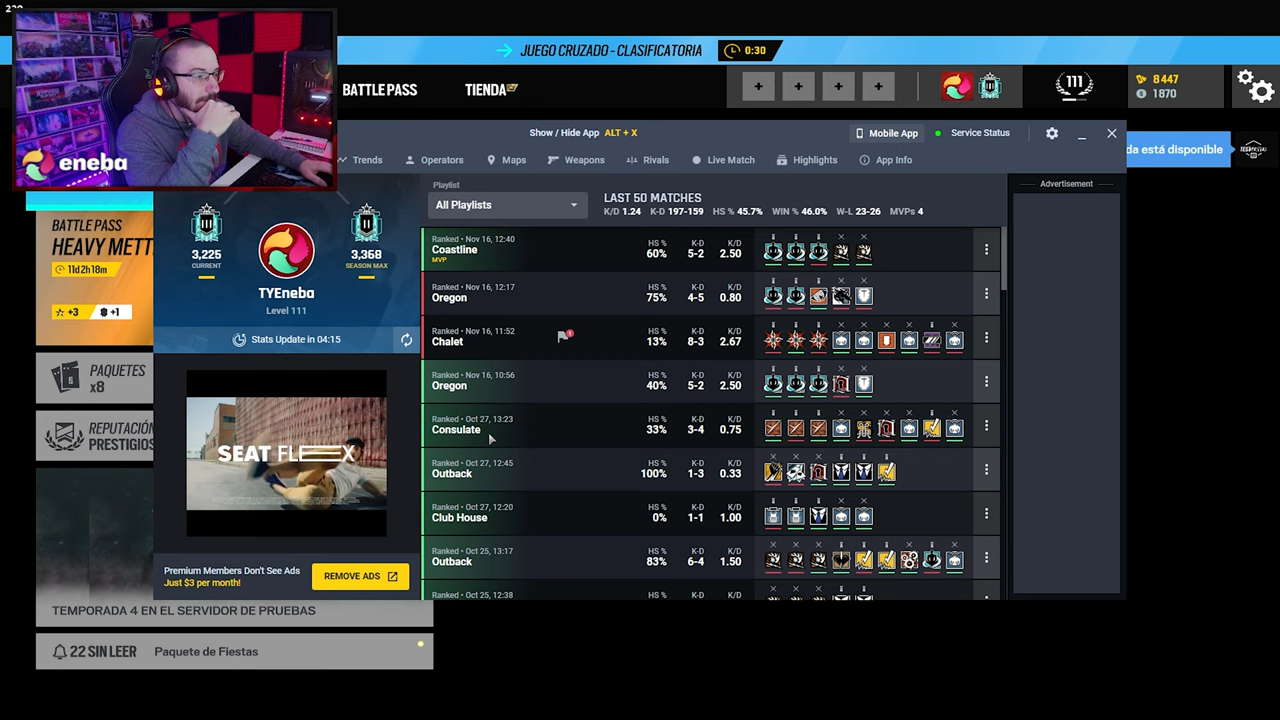 JUEGO CRUZADO - CLASIFICATORIA
0:30
eneba
BATTLE PASS
TIENDA
111
8 447
1870
Show / Hide App ALT + X
Mobile App
Service Status
da está disponible
Trends
Operators
Maps
Weapons
Rivals
Live Match
Highlights
App Info
BATTLE PASS
HEAVY METT
11d 2h 18m
+3
+1
PAQUETES
x8
REPUTACIÓN
PRESTIGIOS
3,225
CURRENT
3,368
SEASON MAX
TYEneba
Level 111
Stats Update in 04:15
SEAT FLEX
Premium Members Don't See Ads
Just $3 per month!
REMOVE ADS
Playlist
All Playlists
LAST 50 MATCHES
K/D 1.24 K-D 197-159 HS % 45.7% WIN % 46.0% W-L 23-26 MVPs 4
Ranked • Nov 16, 12:40 HS % K-D K/D
Coastline 60% 5-2 2.50
MVP
Ranked • Nov 16, 12:17 HS % K-D K/D
Oregon 75% 4-5 0.80
Ranked • Nov 16, 11:52 HS % K-D K/D
Chalet 13% 8-3 2.67
Ranked • Nov 16, 10:56 HS % K-D K/D
Oregon 40% 5-2 2.50
Ranked • Oct 27, 13:23 HS % K-D K/D
Consulate 33% 3-4 0.75
Ranked • Oct 27, 12:45 HS % K-D K/D
Outback 100% 1-3 0.33
Ranked • Oct 27, 12:20 HS % K-D K/D
Club House 0% 1-1 1.00
Ranked • Oct 25, 13:17 HS % K-D K/D
Outback 83% 6-4 1.50
Ranked • Oct 25, 12:38 HS % K-D K/D
Advertisement
TEMPORADA 4 EN EL SERVIDOR DE PRUEBAS
22 SIN LEER
Paquete de Fiestas